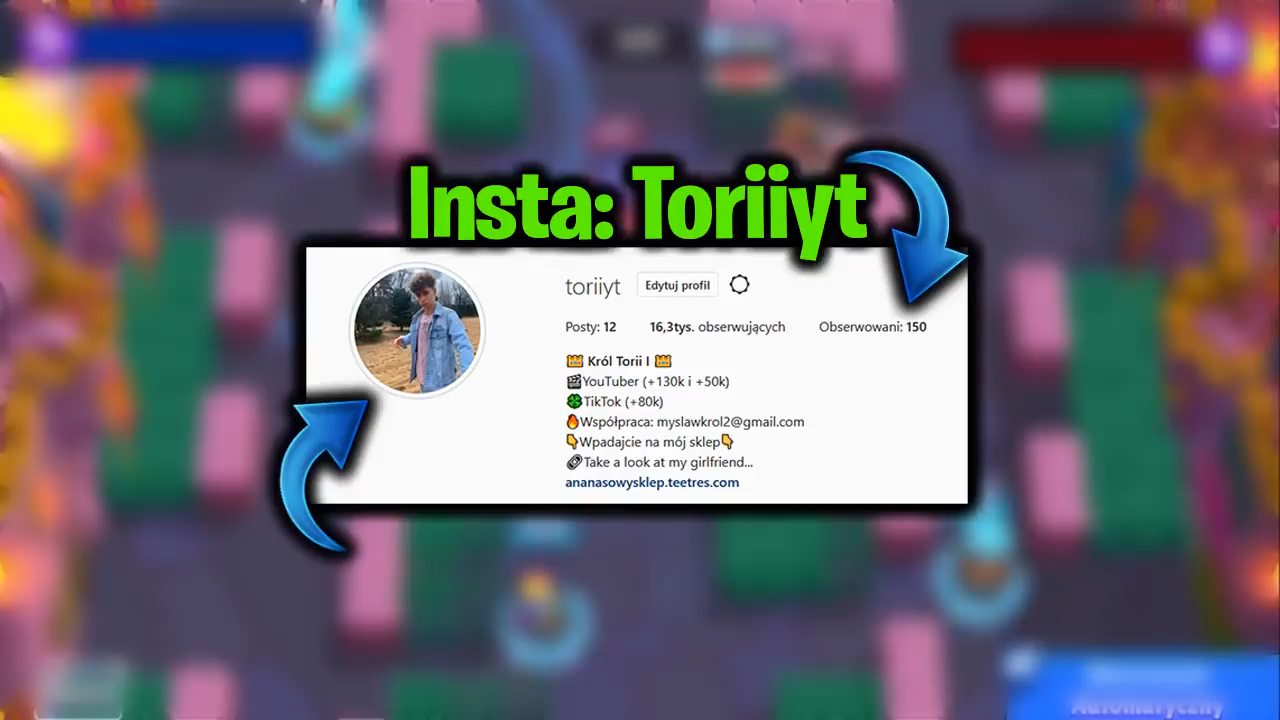 Insta: Toriiyt
toriiyt Edytuj profil
Posty: 12 16,3tys. obserwujących Obserwowani: 150
👑 Król Torii I 👑
🎬YouTuber (+130k i +50k)
🍀TikTok (+80k)
🔥Współpraca: myslawkrol2@gmail.com
👇Wpadajcie na mój sklep👇
🔗Take a look at my girlfriend...
ananasowysklep.teetres.com
Automatyczny